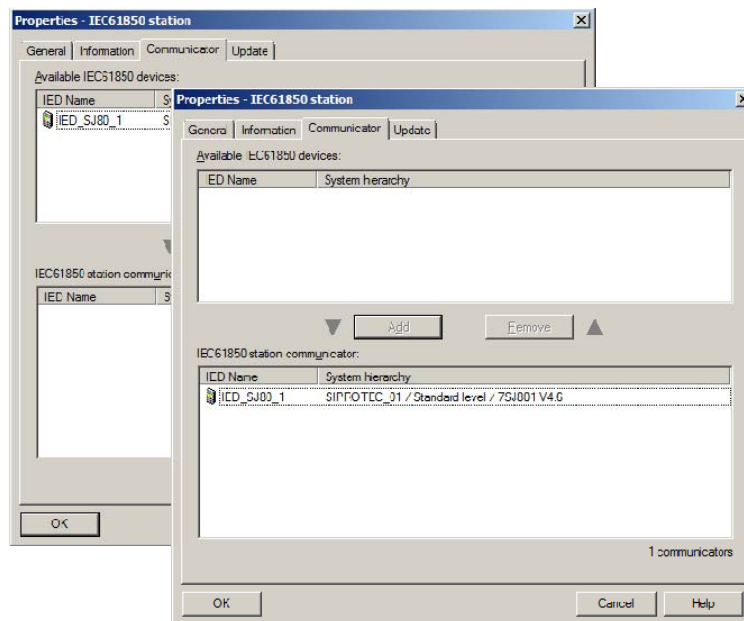 Properties - IEC61850 station
General Information Communicator Update
Available IEC61850 devices:
IED Name
IED_SJ80_1
IEC61850 station
IED Name
OK
Properties - IEC61850 station
General Information Communicator Update
Available IEC61850 devices:
IED Name System hierarchy
Add Remove
IEC61850 station communicator:
IED Name System hierarchy
IED_SJ80_1 SIPROTEC_01 / Standard level / 7SJ801 V4.6
1 communicators
OK Cancel Help